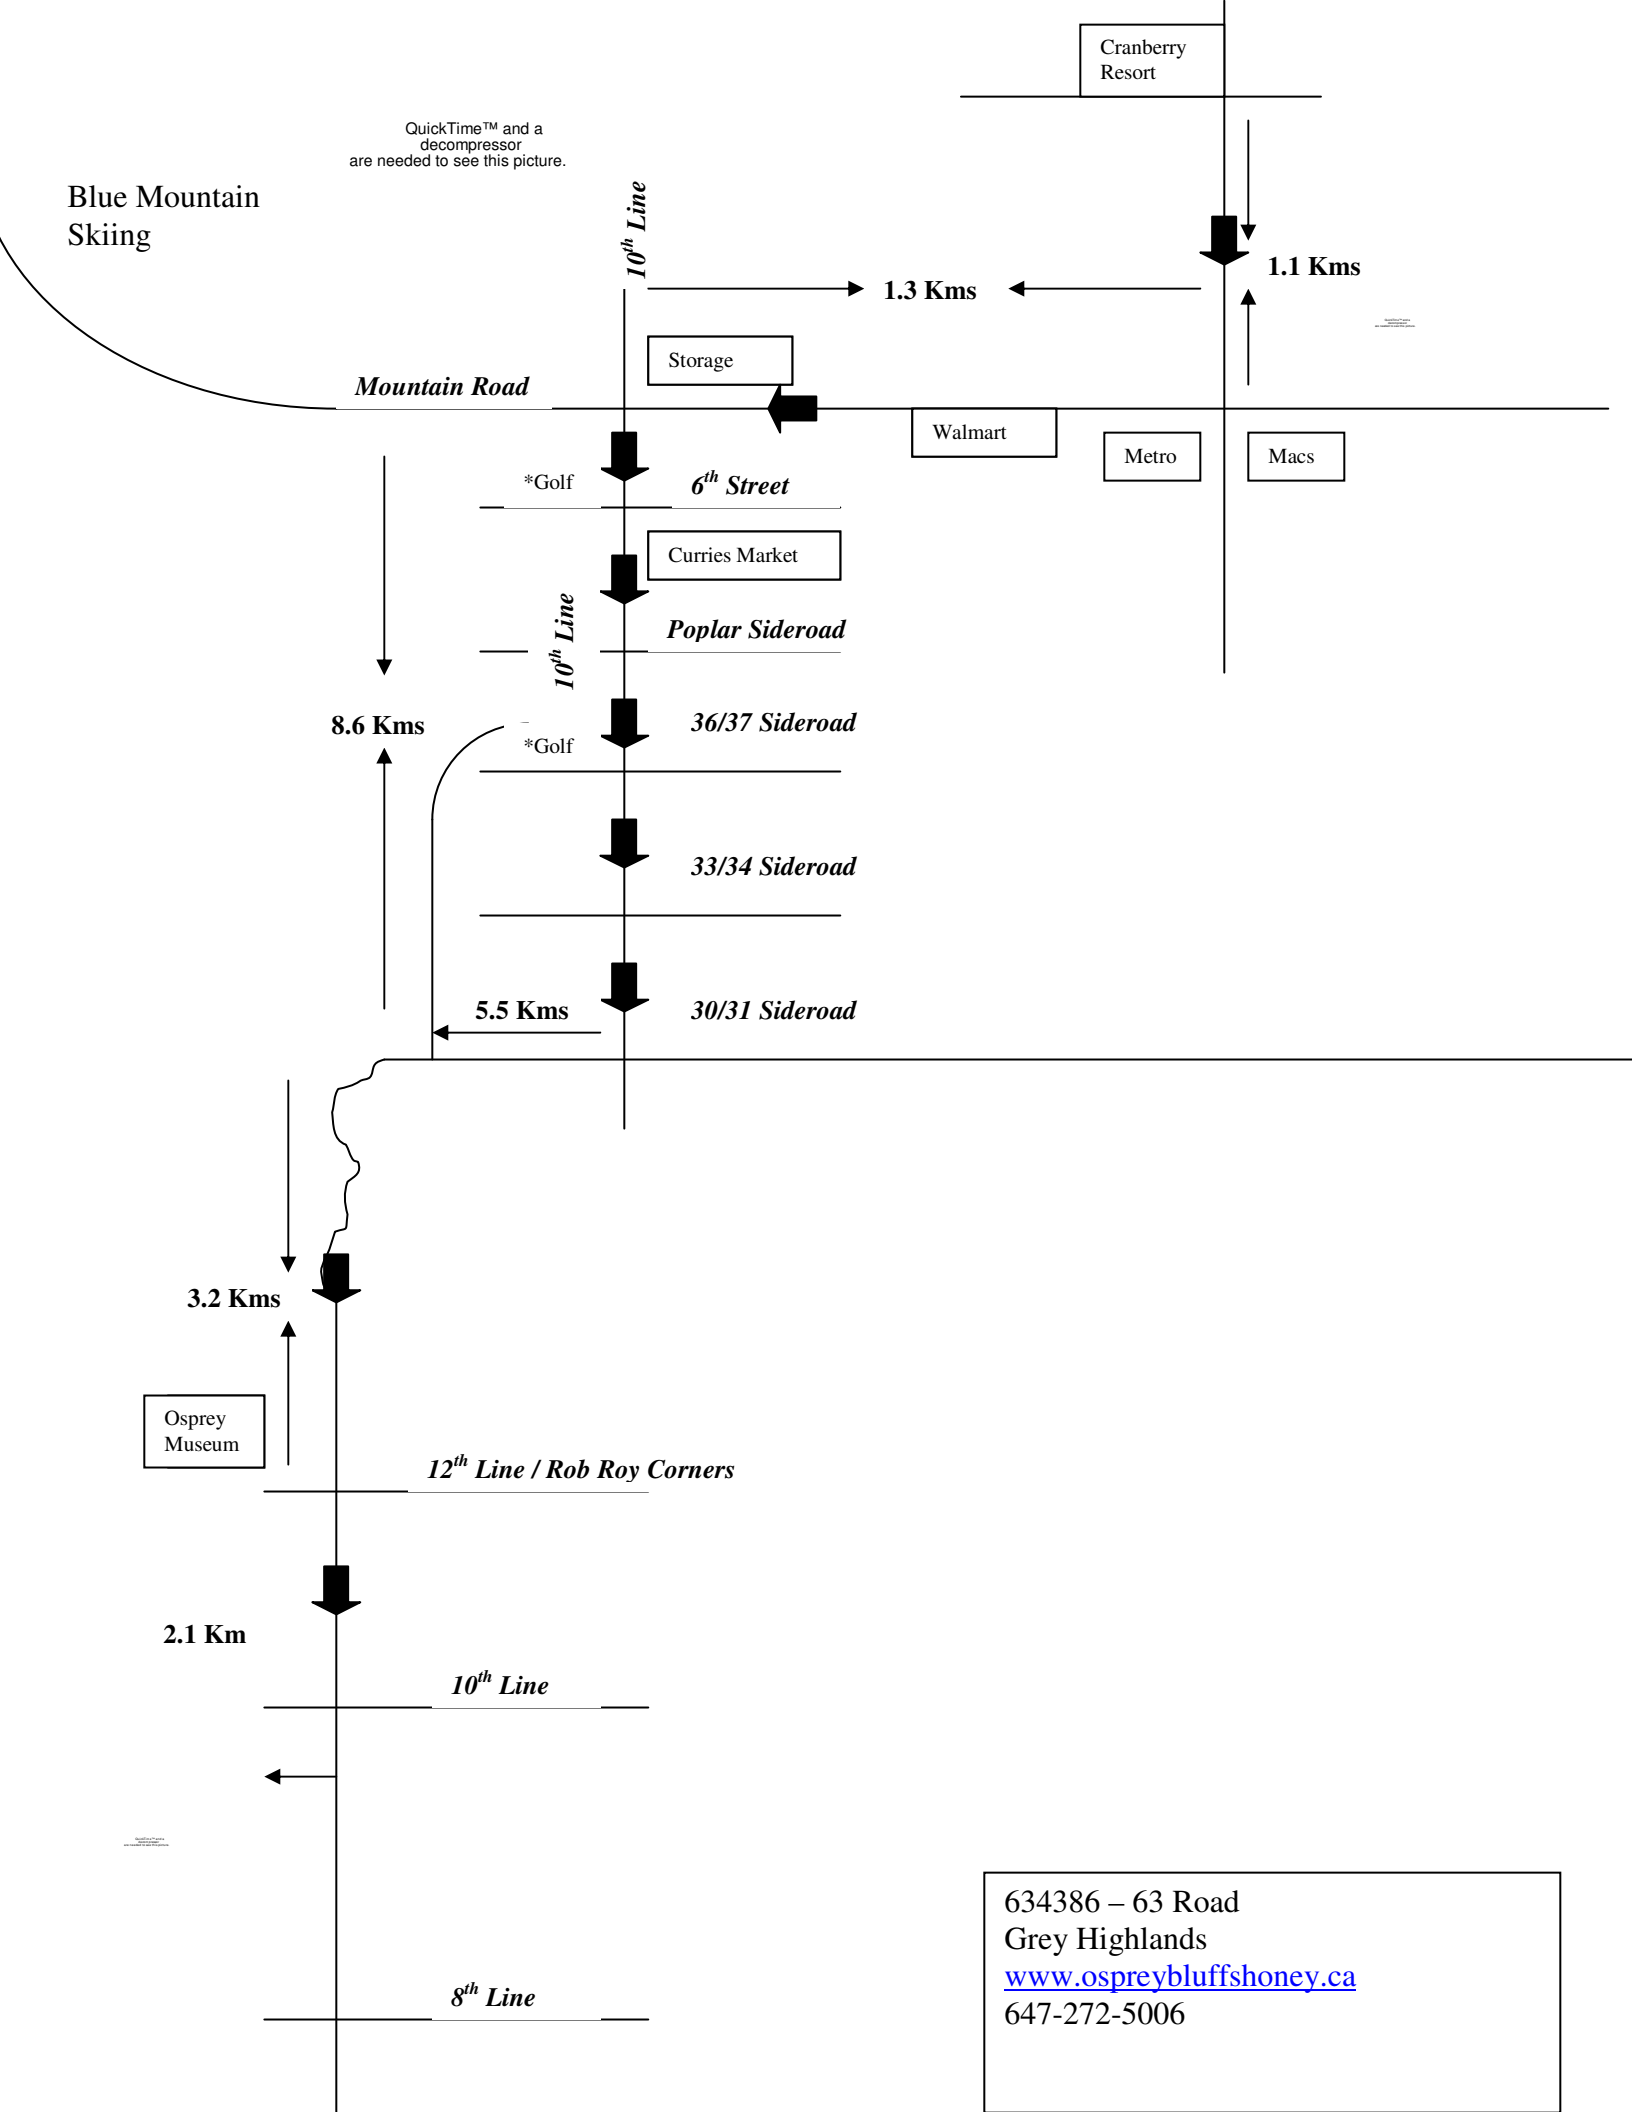 Cranberry
Resort
QuickTime™ and a
decompressor
are needed to see this picture.
Blue Mountain
Skiing
10th Line
1.1 Kms
1.3 Kms
Storage
Mountain Road
Walmart
Metro
Macs
*Golf
6th Street
Curries Market
10th Line
Poplar Sideroad
36/37 Sideroad
8.6 Kms
*Golf
33/34 Sideroad
5.5 Kms
30/31 Sideroad
3.2 Kms
Osprey
Museum
12th Line / Rob Roy Corners
2.1 Km
10th Line
8th Line
634386 – 63 Road
Grey Highlands
www.ospreybluffshoney.ca
647-272-5006